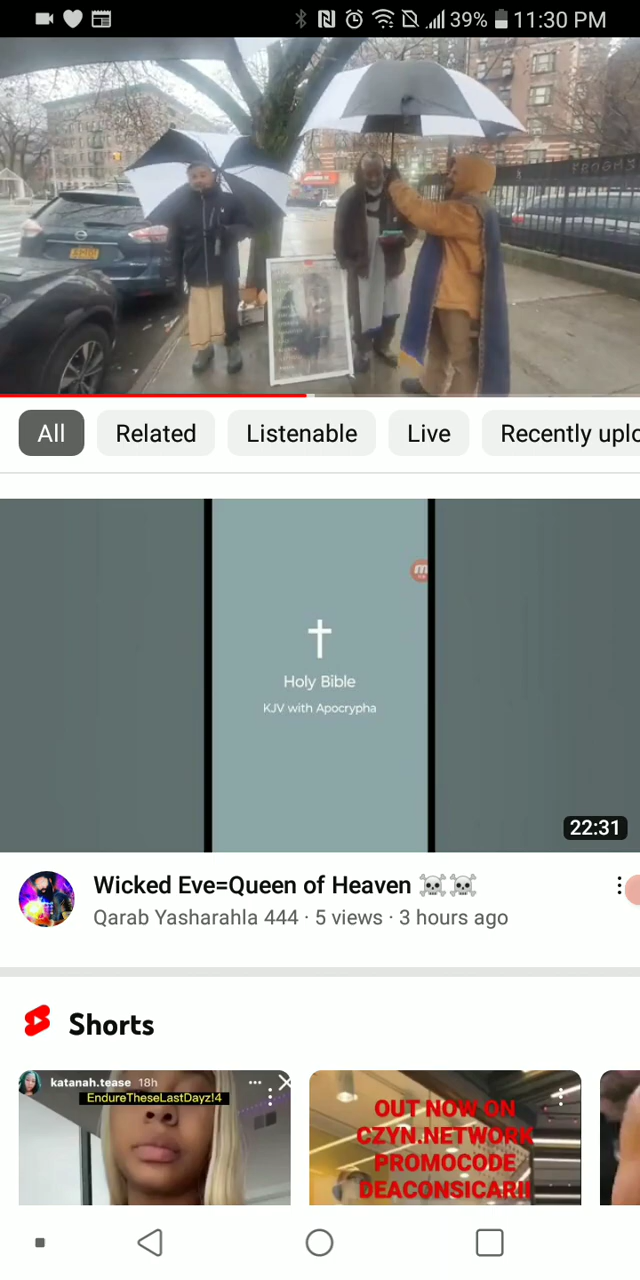 39% 11:30 PM
All Related Listenable Live Recently uplo
Holy Bible
KJV with Apocrypha
22:31
Wicked Eve=Queen of Heaven ☠️☠️
Qarab Yasharahla 444 · 5 views · 3 hours ago
Shorts
katanah.tease 18h
EndureTheseLastDayz!4
OUT NOW ON
CZYN.NETWORK
PROMOCODE
DEACONSICARII